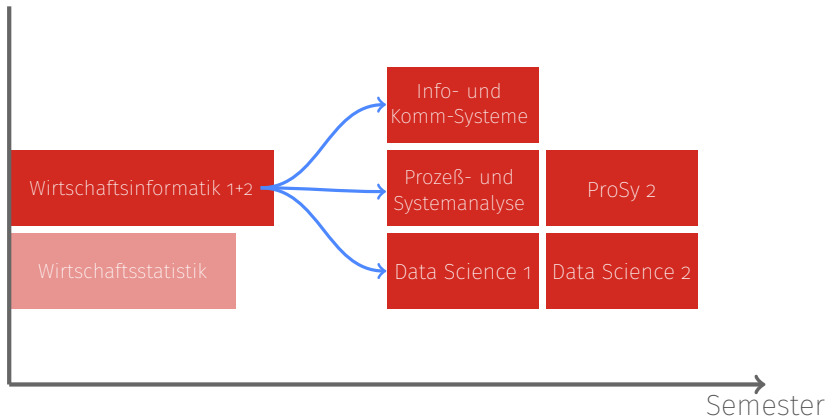 Info- und
Komm-Systeme
Wirtschaftsinformatik 1+2
Prozeß- und
Systemanalyse
ProSy 2
Wirtschaftsstatistik
Data Science 1
Data Science 2
Semester